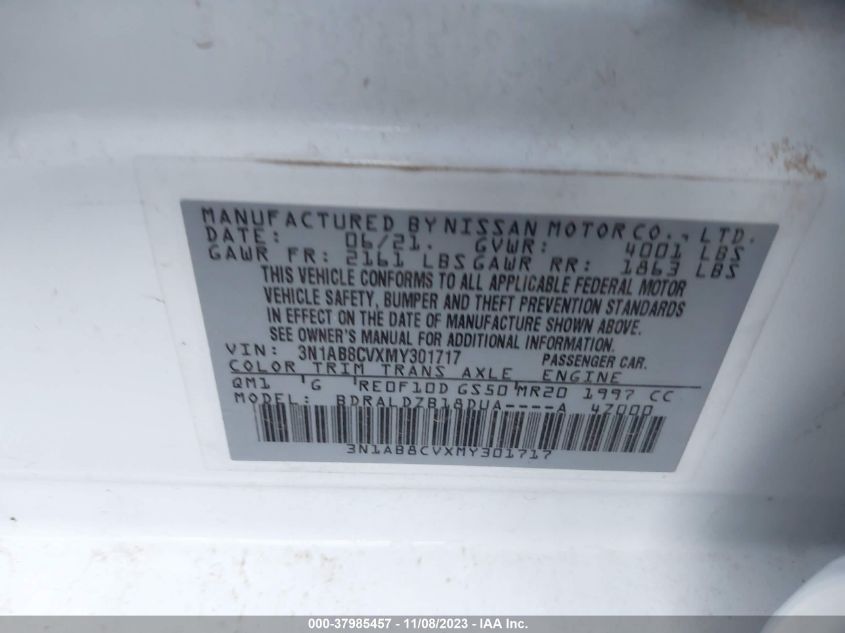 MANUFACTURED BY NISSAN MOTOR CO., LTD.
DATE: 06/21. GVWR: 4001 LBS
GAWR FR: 2161 LBS GAWR RR: 1863 LBS
THIS VEHICLE CONFORMS TO ALL APPLICABLE FEDERAL MOTOR
VEHICLE SAFETY, BUMPER AND THEFT PREVENTION STANDARDS
IN EFFECT ON THE DATE OF MANUFACTURE SHOWN ABOVE.
SEE OWNER'S MANUAL FOR ADDITIONAL INFORMATION.
VIN: 3N1AB8CVXMY301717 PASSENGER CAR.
COLOR TRIM TRANS AXLE ENGINE
QM1 G RE0F10D GS50 MR20 1997 CC
MODEL: BDRALDZB18DUA----A 4Z000
3N1AB8CVXMY301717
000-37985457 - 11/08/2023 - IAA Inc.